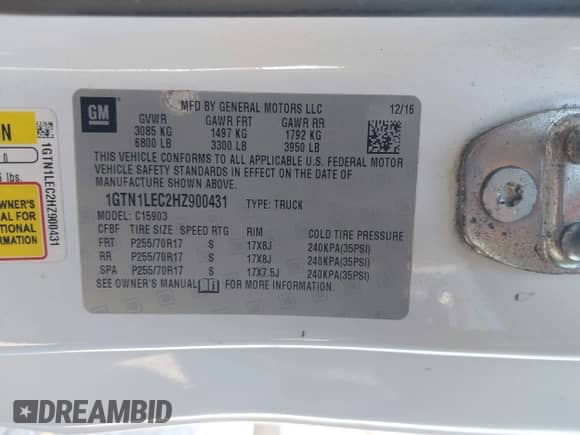 GM
MFD BY GENERAL MOTORS LLC 12/16
GVWR GAWR FRT GAWR RR
3085 KG 1497 KG 1792 KG
6800 LB 3300 LB 3950 LB
THIS VEHICLE CONFORMS TO ALL APPLICABLE U.S. FEDERAL MOTOR
VEHICLE SAFETY STANDARDS IN EFFECT ON THE DATE OF
MANUFACTURE SHOWN ABOVE.
1GTN1LEC2HZ900431 TYPE: TRUCK
MODEL: C15903
CFBF TIRE SIZE SPEED RTG RIM COLD TIRE PRESSURE
FRT P255/70R17 S 17X8J 240KPA(35PSI)
RR P255/70R17 S 17X8J 240KPA(35PSI)
SPA P255/70R17 S 17X7.5J 240KPA(35PSI)
SEE OWNER'S MANUAL FOR MORE INFORMATION.
lbs.
OWNER'S
MANUAL FOR
INFORMATION
1GTN1LEC2HZ900431
DREAMBID